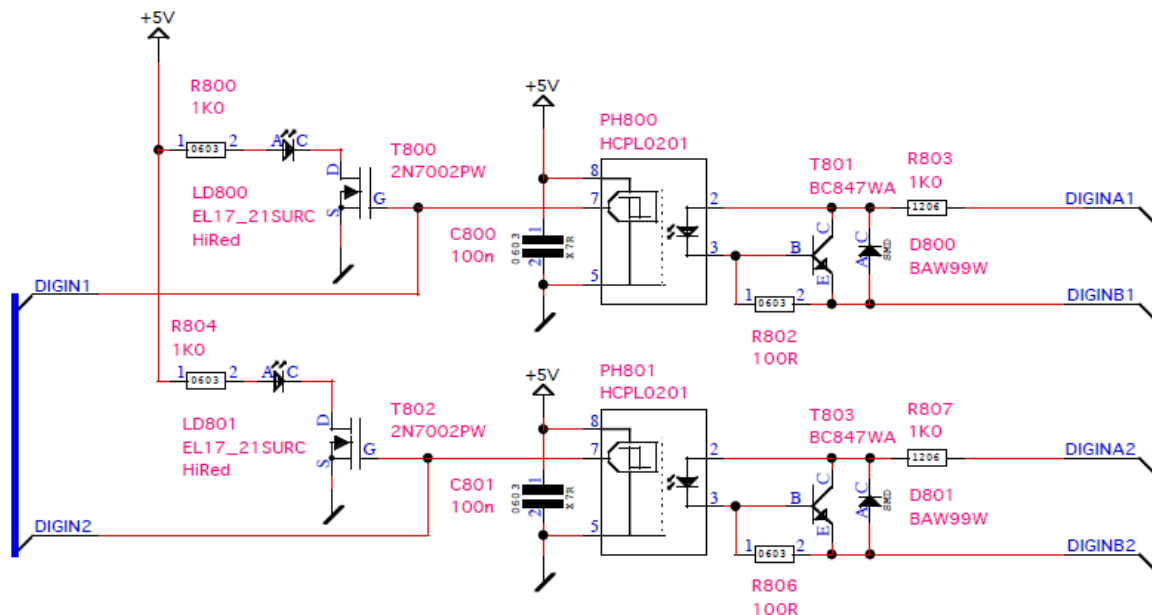 +5V
R800
1K0
1 0603 2
A C
LD800
EL17_21SURC
HiRed
D
S
G
T800
2N7002PW
+5V
C800
100n
0603
1
2
X7R
PH800
HCPL0201
8
7
5
2
3
T801
BC847WA
B
C
E
R803
1K0
1206
D800
BAW99W
A C
SMD
1 0603 2
R802
100R
DIGINA1
DIGINB1
DIGIN1
R804
1K0
1 0603 2
A C
LD801
EL17_21SURC
HiRed
D
S
G
T802
2N7002PW
+5V
C801
100n
0603
1
2
X7R
PH801
HCPL0201
8
7
5
2
3
T803
BC847WA
B
C
E
R807
1K0
1206
D801
BAW99W
A C
SMD
1 0603 2
R806
100R
DIGINA2
DIGINB2
DIGIN2